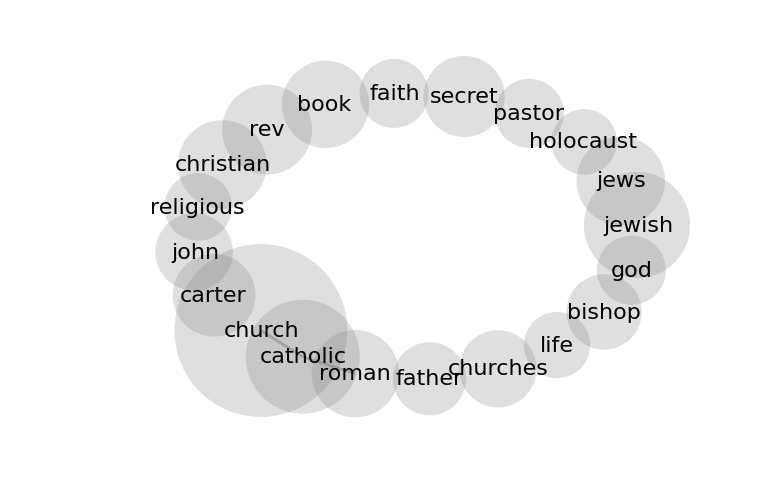 faith
secret
book
pastor
rev
holocaust
christian
jews
religious
jewish
john
god
carter
bishop
church
life
catholic
churches
roman
father